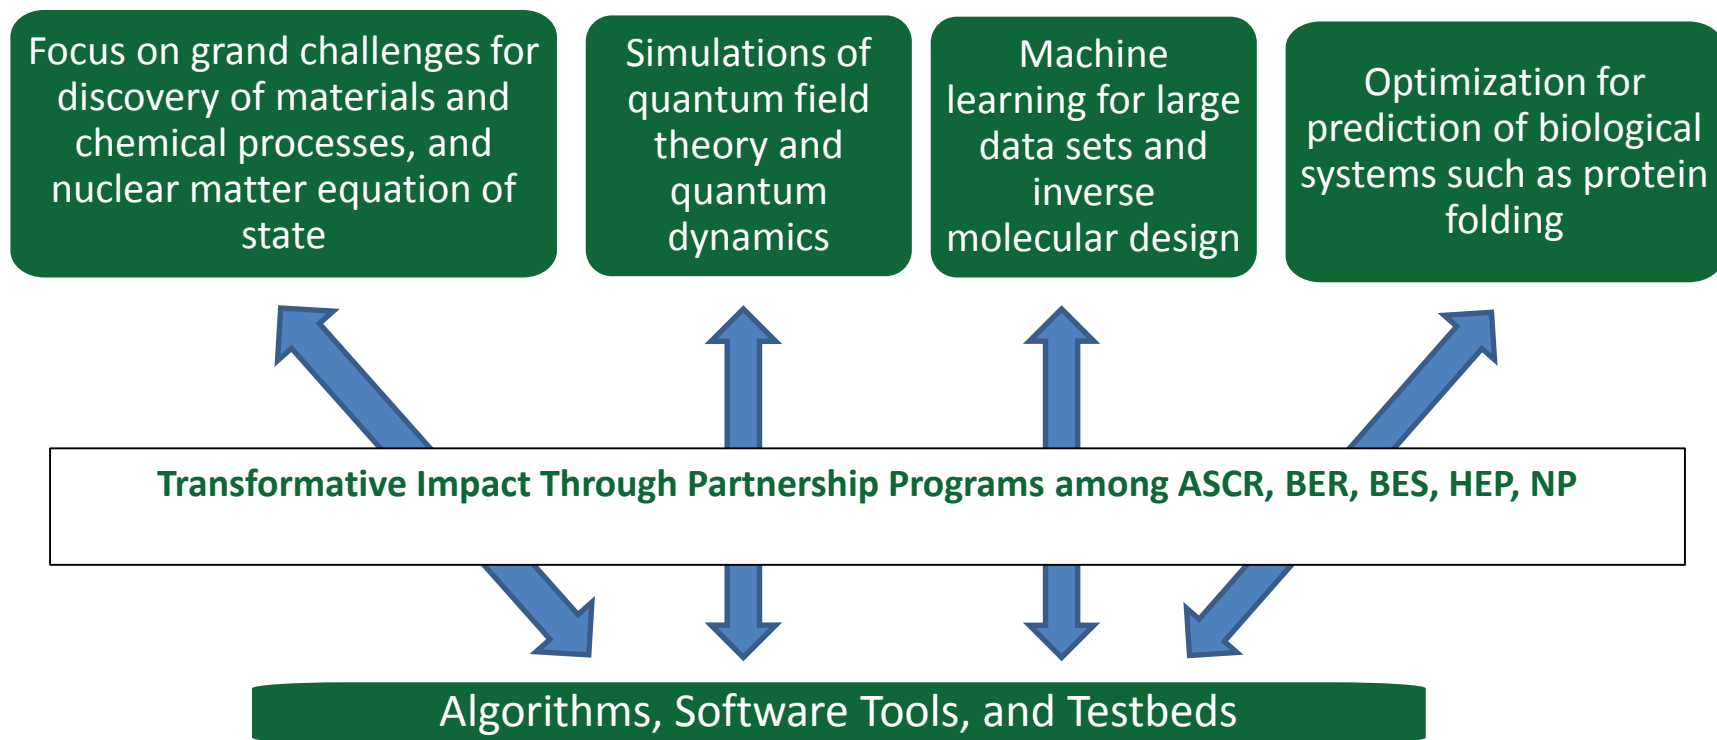 Focus on grand challenges for
discovery of materials and
chemical processes, and
nuclear matter equation of
state
Simulations of
quantum field
theory and
quantum
dynamics
Machine
learning for large
data sets and
inverse
molecular design
Optimization for
prediction of biological
systems such as protein
folding
Transformative Impact Through Partnership Programs among ASCR, BER, BES, HEP, NP
Algorithms, Software Tools, and Testbeds